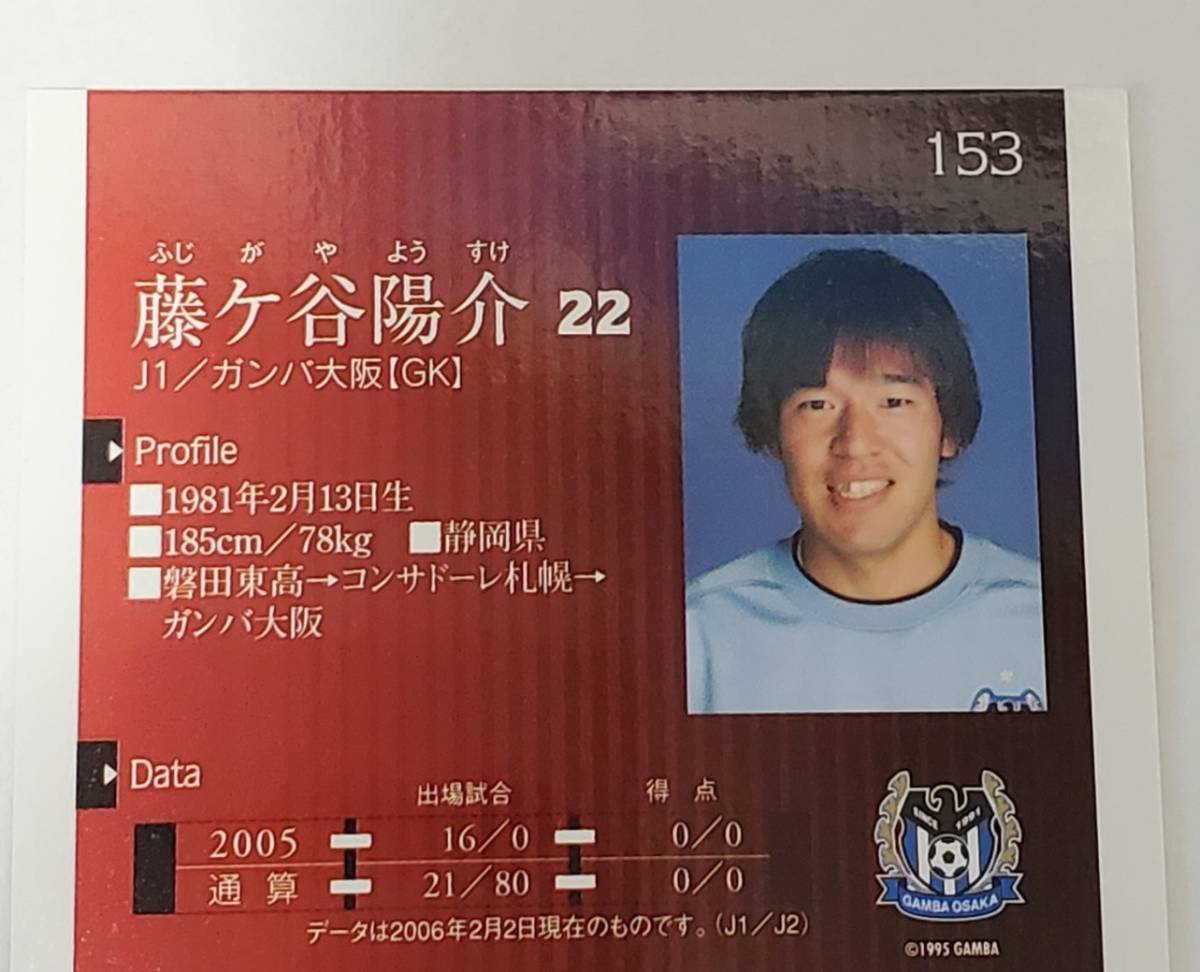 153
ふじ が や よう すけ
藤ケ谷陽介 22
J1／ガンバ大阪【GK】
Profile
■1981年2月13日生
■185cm／78kg ■静岡県
■磐田東高→コンサドーレ札幌→
ガンバ大阪
Data
出場試合 得点
2005 16／0 0／0
通算 21／80 0／0
データは2006年2月2日現在のものです。（J1／J2）
SINCE 1991
GAMBA OSAKA
©1995 GAMBA